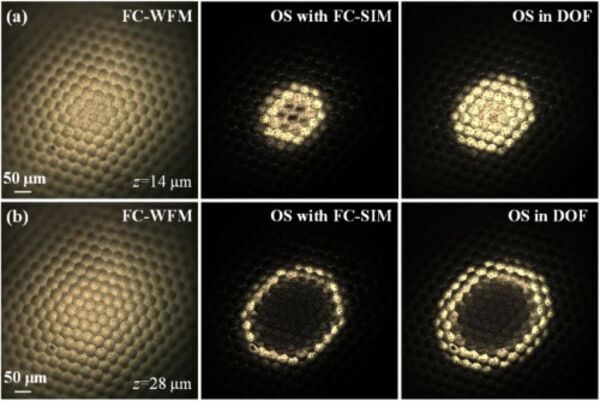 (a) FC-WFM OS with FC-SIM OS in DOF
50 μm z=14 μm
(b) FC-WFM OS with FC-SIM OS in DOF
50 μm z=28 μm